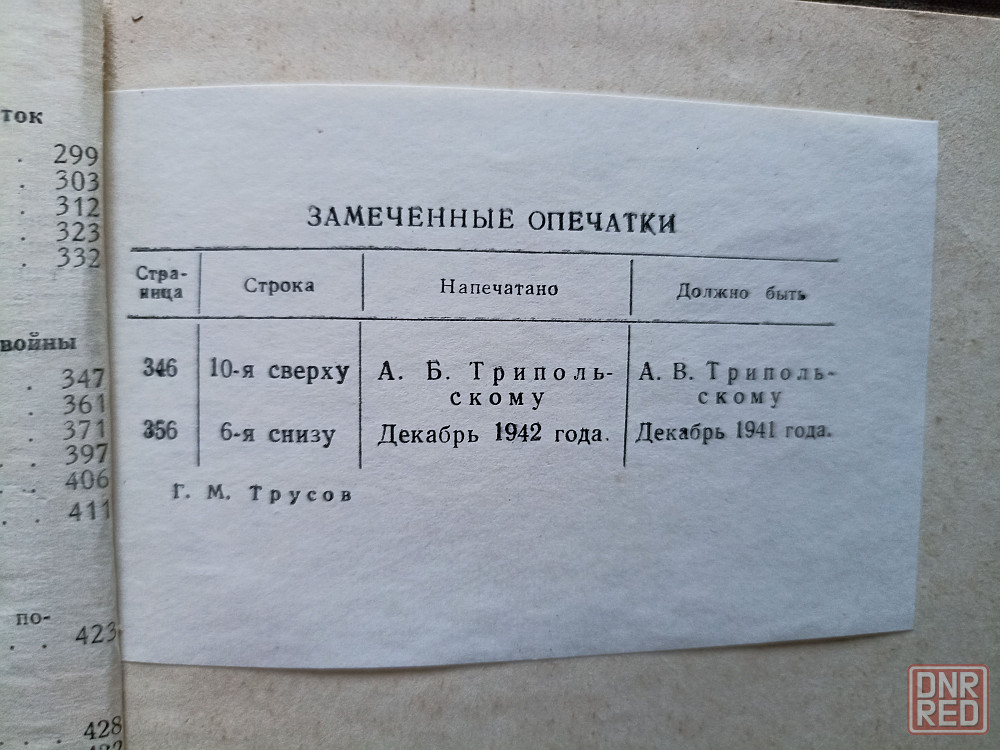 ток
. 299
. 303
. 312
. 323
. 332
войны
. 347
. 361
. 371
. . 397
. . 406
. . 411
по-
. . 423
. . . 428
ЗАМЕЧЕННЫЕ ОПЕЧАТКИ
Стра-
ница
Строка
Напечатано
Должно быть
346
10-я сверху
А. Б. Триполь-
скому
А. В. Триполь-
скому
356
6-я снизу
Декабрь 1942 года.
Декабрь 1941 года.
Г. М. Трусов
DNR
RED